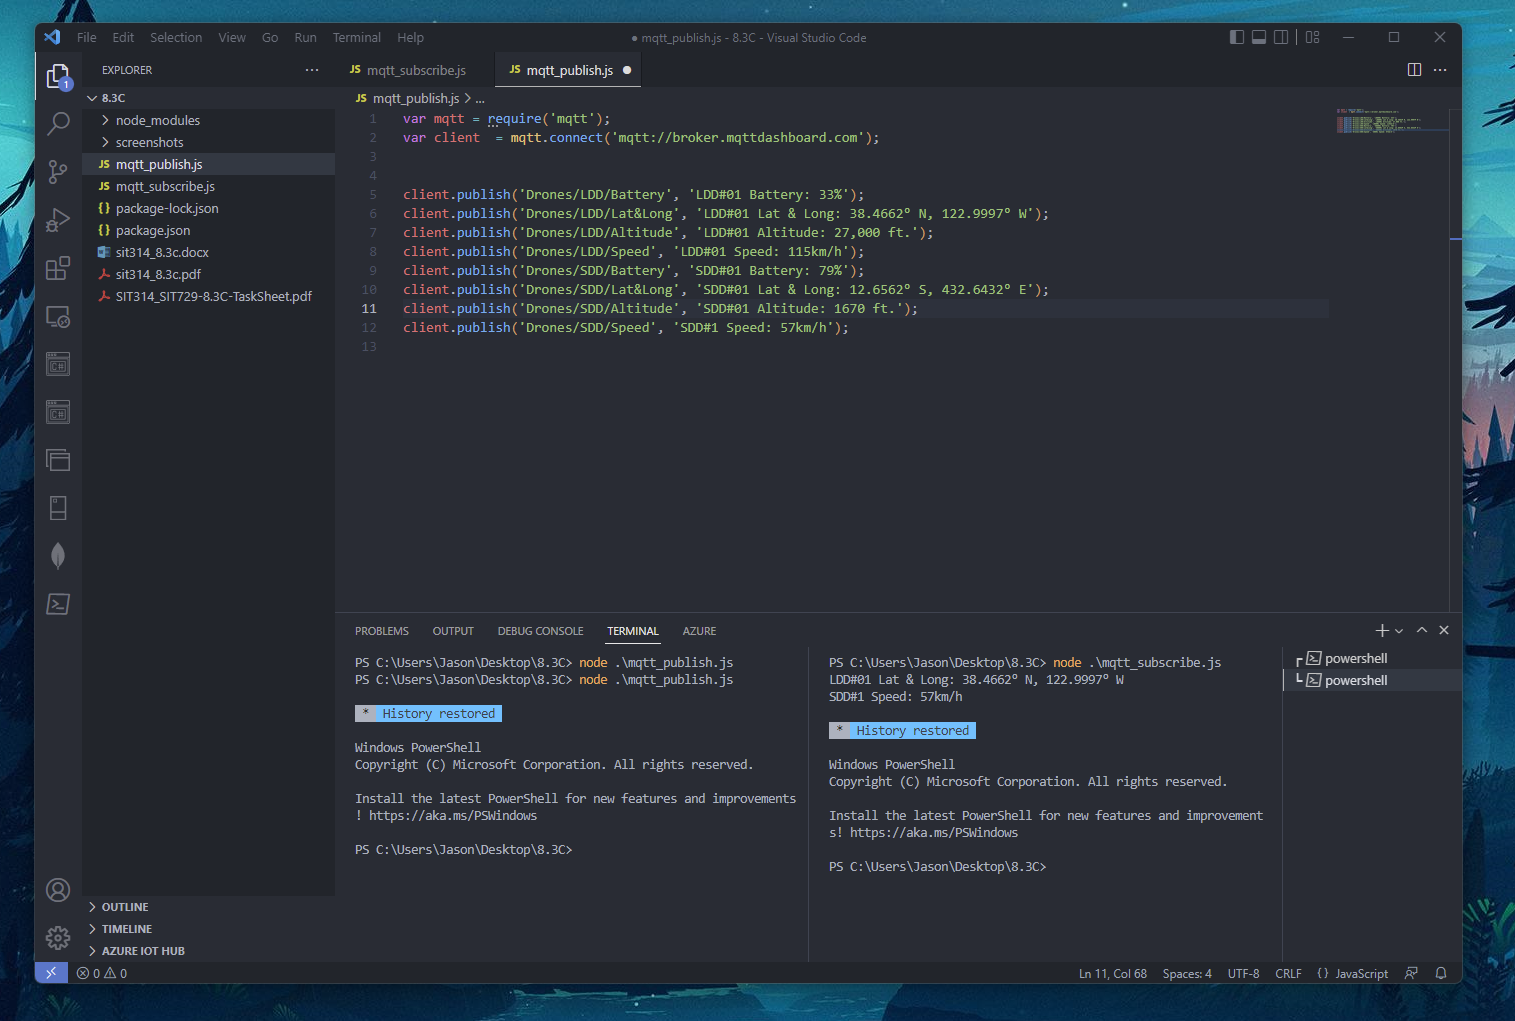 File Edit Selection View Go Run Terminal Help
● mqtt_publish.js - 8.3C - Visual Studio Code
1
EXPLORER
8.3C
node_modules
screenshots
JS mqtt_publish.js
JS mqtt_subscribe.js
{} package-lock.json
{} package.json
sit314_8.3c.docx
sit314_8.3c.pdf
SIT314_SIT729-8.3C-TaskSheet.pdf
OUTLINE
TIMELINE
AZURE IOT HUB
JS mqtt_subscribe.js
JS mqtt_publish.js ●
JS mqtt_publish.js > ...
1 var mqtt = require('mqtt');
2 var client  = mqtt.connect('mqtt://broker.mqttdashboard.com');
3
4
5 client.publish('Drones/LDD/Battery', 'LDD#01 Battery: 33%');
6 client.publish('Drones/LDD/Lat&Long', 'LDD#01 Lat & Long: 38.4662º N, 122.9997º W');
7 client.publish('Drones/LDD/Altitude', 'LDD#01 Altitude: 27,000 ft.');
8 client.publish('Drones/LDD/Speed', 'LDD#01 Speed: 115km/h');
9 client.publish('Drones/SDD/Battery', 'SDD#01 Battery: 79%');
10 client.publish('Drones/SDD/Lat&Long', 'SDD#01 Lat & Long: 12.6562º S, 432.6432º E');
11 client.publish('Drones/SDD/Altitude', 'SDD#01 Altitude: 1670 ft.');
12 client.publish('Drones/SDD/Speed', 'SDD#1 Speed: 57km/h');
13
PROBLEMS OUTPUT DEBUG CONSOLE TERMINAL AZURE
PS C:\Users\Jason\Desktop\8.3C> node .\mqtt_publish.js
PS C:\Users\Jason\Desktop\8.3C> node .\mqtt_publish.js
* History restored
Windows PowerShell
Copyright (C) Microsoft Corporation. All rights reserved.
Install the latest PowerShell for new features and improvements
! https://aka.ms/PSWindows
PS C:\Users\Jason\Desktop\8.3C>
PS C:\Users\Jason\Desktop\8.3C> node .\mqtt_subscribe.js
LDD#01 Lat & Long: 38.4662º N, 122.9997º W
SDD#1 Speed: 57km/h
* History restored
Windows PowerShell
Copyright (C) Microsoft Corporation. All rights reserved.
Install the latest PowerShell for new features and improvement
s! https://aka.ms/PSWindows
PS C:\Users\Jason\Desktop\8.3C>
powershell
powershell
0 0
Ln 11, Col 68 Spaces: 4 UTF-8 CRLF {} JavaScript